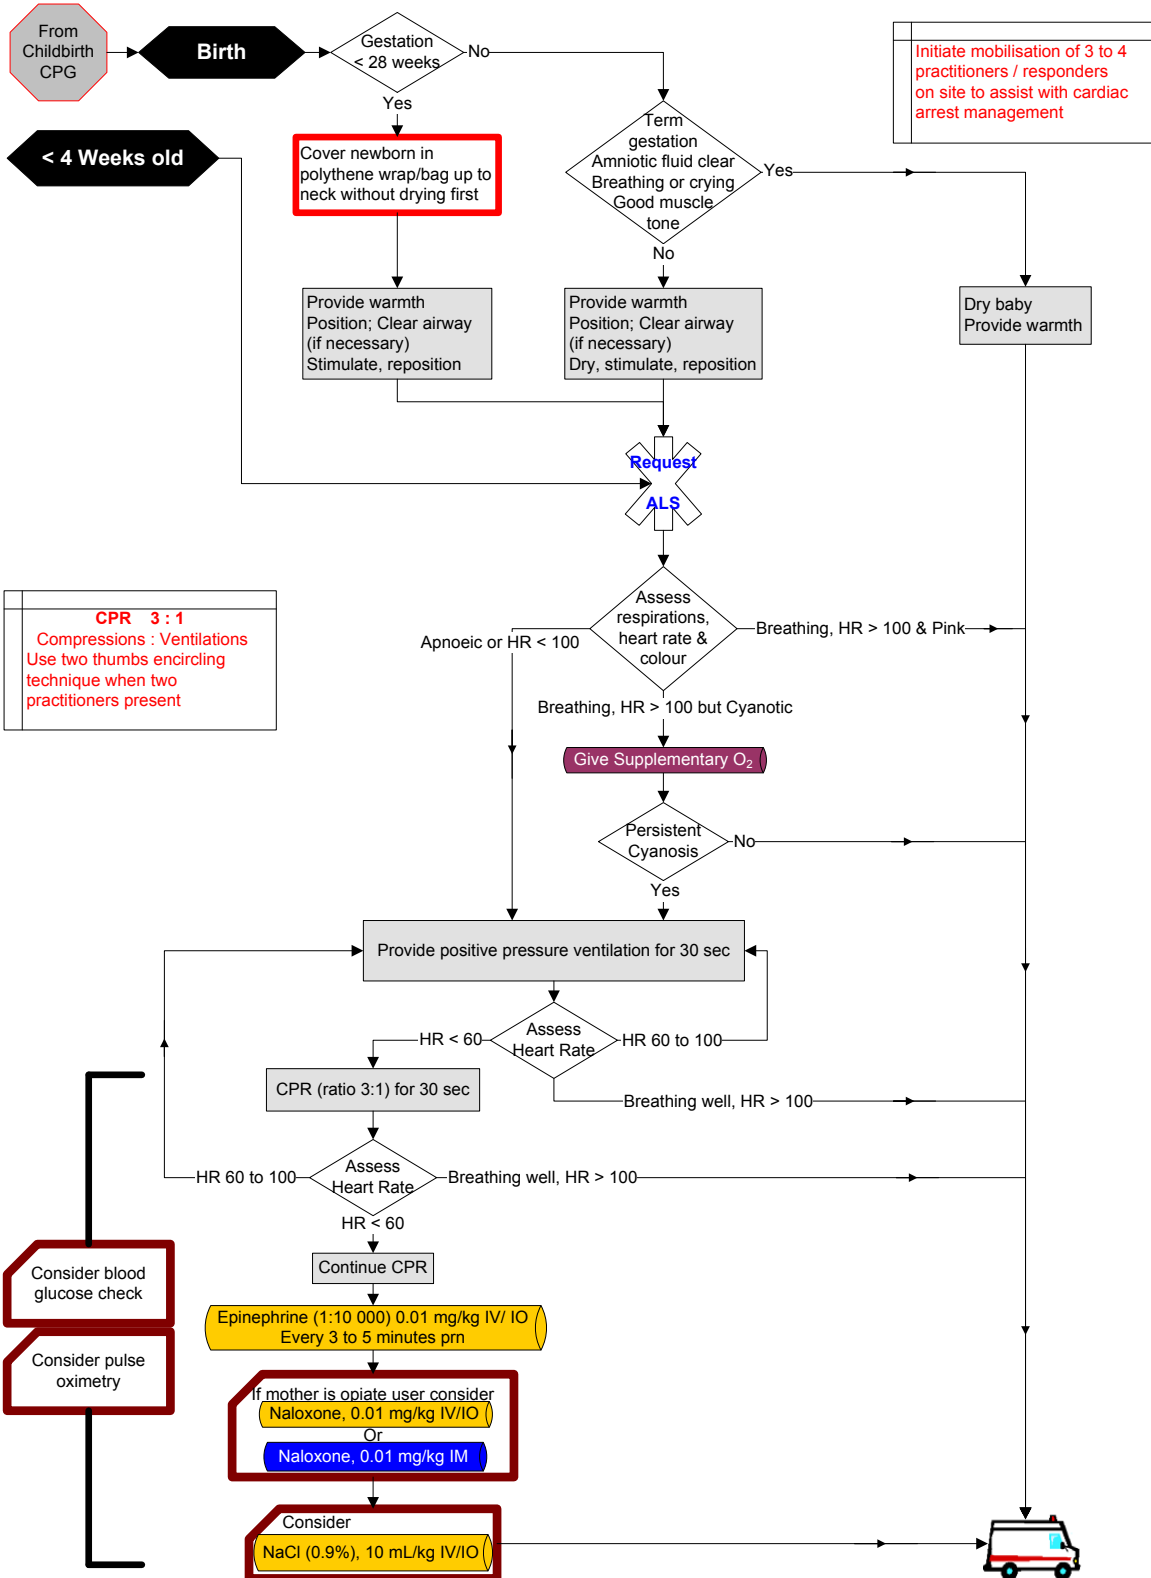 From
Childbirth
CPG
Birth
Gestation
< 28 weeks
No
Yes
Initiate mobilisation of 3 to 4
practitioners / responders
on site to assist with cardiac
arrest management
< 4 Weeks old
Cover newborn in
polythene wrap/bag up to
neck without drying first
Term
gestation
Amniotic fluid clear
Breathing or crying
Good muscle
tone
Yes
No
Provide warmth
Position; Clear airway
(if necessary)
Stimulate, reposition
Provide warmth
Position; Clear airway
(if necessary)
Dry, stimulate, reposition
Dry baby
Provide warmth
Request
ALS
CPR 3 : 1
Compressions : Ventilations
Use two thumbs encircling
technique when two
practitioners present
Assess
respirations,
heart rate &
colour
Apnoeic or HR < 100
Breathing, HR > 100 & Pink
Breathing, HR > 100 but Cyanotic
Give Supplementary O₂
Persistent
Cyanosis
No
Yes
Provide positive pressure ventilation for 30 sec
Assess
Heart Rate
HR < 60
HR 60 to 100
Breathing well, HR > 100
CPR (ratio 3:1) for 30 sec
Assess
Heart Rate
HR 60 to 100
Breathing well, HR > 100
HR < 60
Continue CPR
Consider blood
glucose check
Consider pulse
oximetry
Epinephrine (1:10 000) 0.01 mg/kg IV/ IO
Every 3 to 5 minutes prn
If mother is opiate user consider
Naloxone, 0.01 mg/kg IV/IO
Or
Naloxone, 0.01 mg/kg IM
Consider
NaCl (0.9%), 10 mL/kg IV/IO